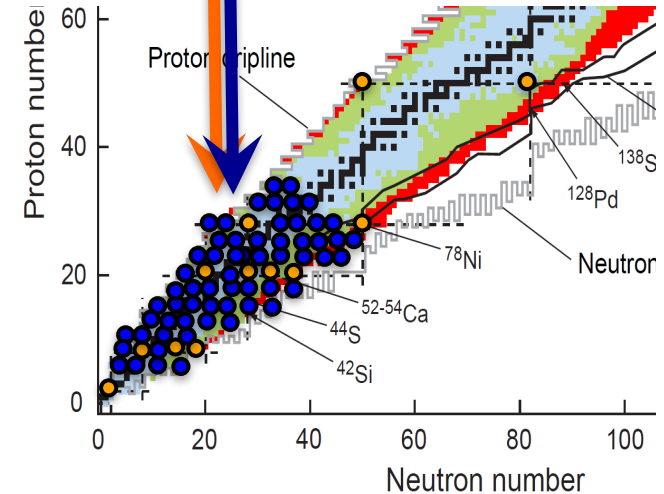 60
Proton dripline
Proton number
40
138S
128Pd
78Ni
Neutron
20
52-54Ca
44S
42Si
0
0
20
40
60
80
100
Neutron number